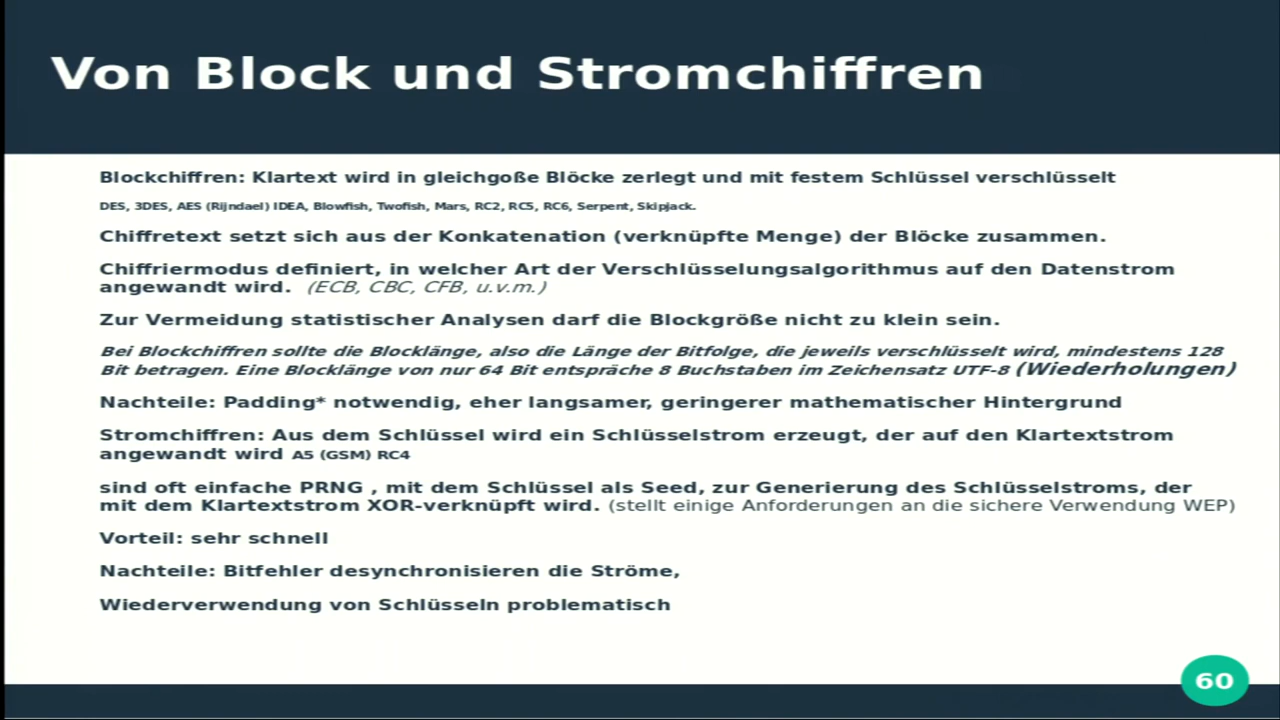 Von Block und Stromchiffren
Blockchiffren: Klartext wird in gleichgoße Blöcke zerlegt und mit festem Schlüssel verschlüsselt
DES, 3DES, AES (Rijndael) IDEA, Blowfish, Twofish, Mars, RC2, RC5, RC6, Serpent, Skipjack.
Chiffretext setzt sich aus der Konkatenation (verknüpfte Menge) der Blöcke zusammen.
Chiffriermodus definiert, in welcher Art der Verschlüsselungsalgorithmus auf den Datenstrom
angewandt wird. (ECB, CBC, CFB, u.v.m.)
Zur Vermeidung statistischer Analysen darf die Blockgröße nicht zu klein sein.
Bei Blockchiffren sollte die Blocklänge, also die Länge der Bitfolge, die jeweils verschlüsselt wird, mindestens 128
Bit betragen. Eine Blocklänge von nur 64 Bit entspräche 8 Buchstaben im Zeichensatz UTF-8 (Wiederholungen)
Nachteile: Padding* notwendig, eher langsamer, geringerer mathematischer Hintergrund
Stromchiffren: Aus dem Schlüssel wird ein Schlüsselstrom erzeugt, der auf den Klartextstrom
angewandt wird A5 (GSM) RC4
sind oft einfache PRNG , mit dem Schlüssel als Seed, zur Generierung des Schlüsselstroms, der
mit dem Klartextstrom XOR-verknüpft wird. (stellt einige Anforderungen an die sichere Verwendung WEP)
Vorteil: sehr schnell
Nachteile: Bitfehler desynchronisieren die Ströme,
Wiederverwendung von Schlüsseln problematisch
60